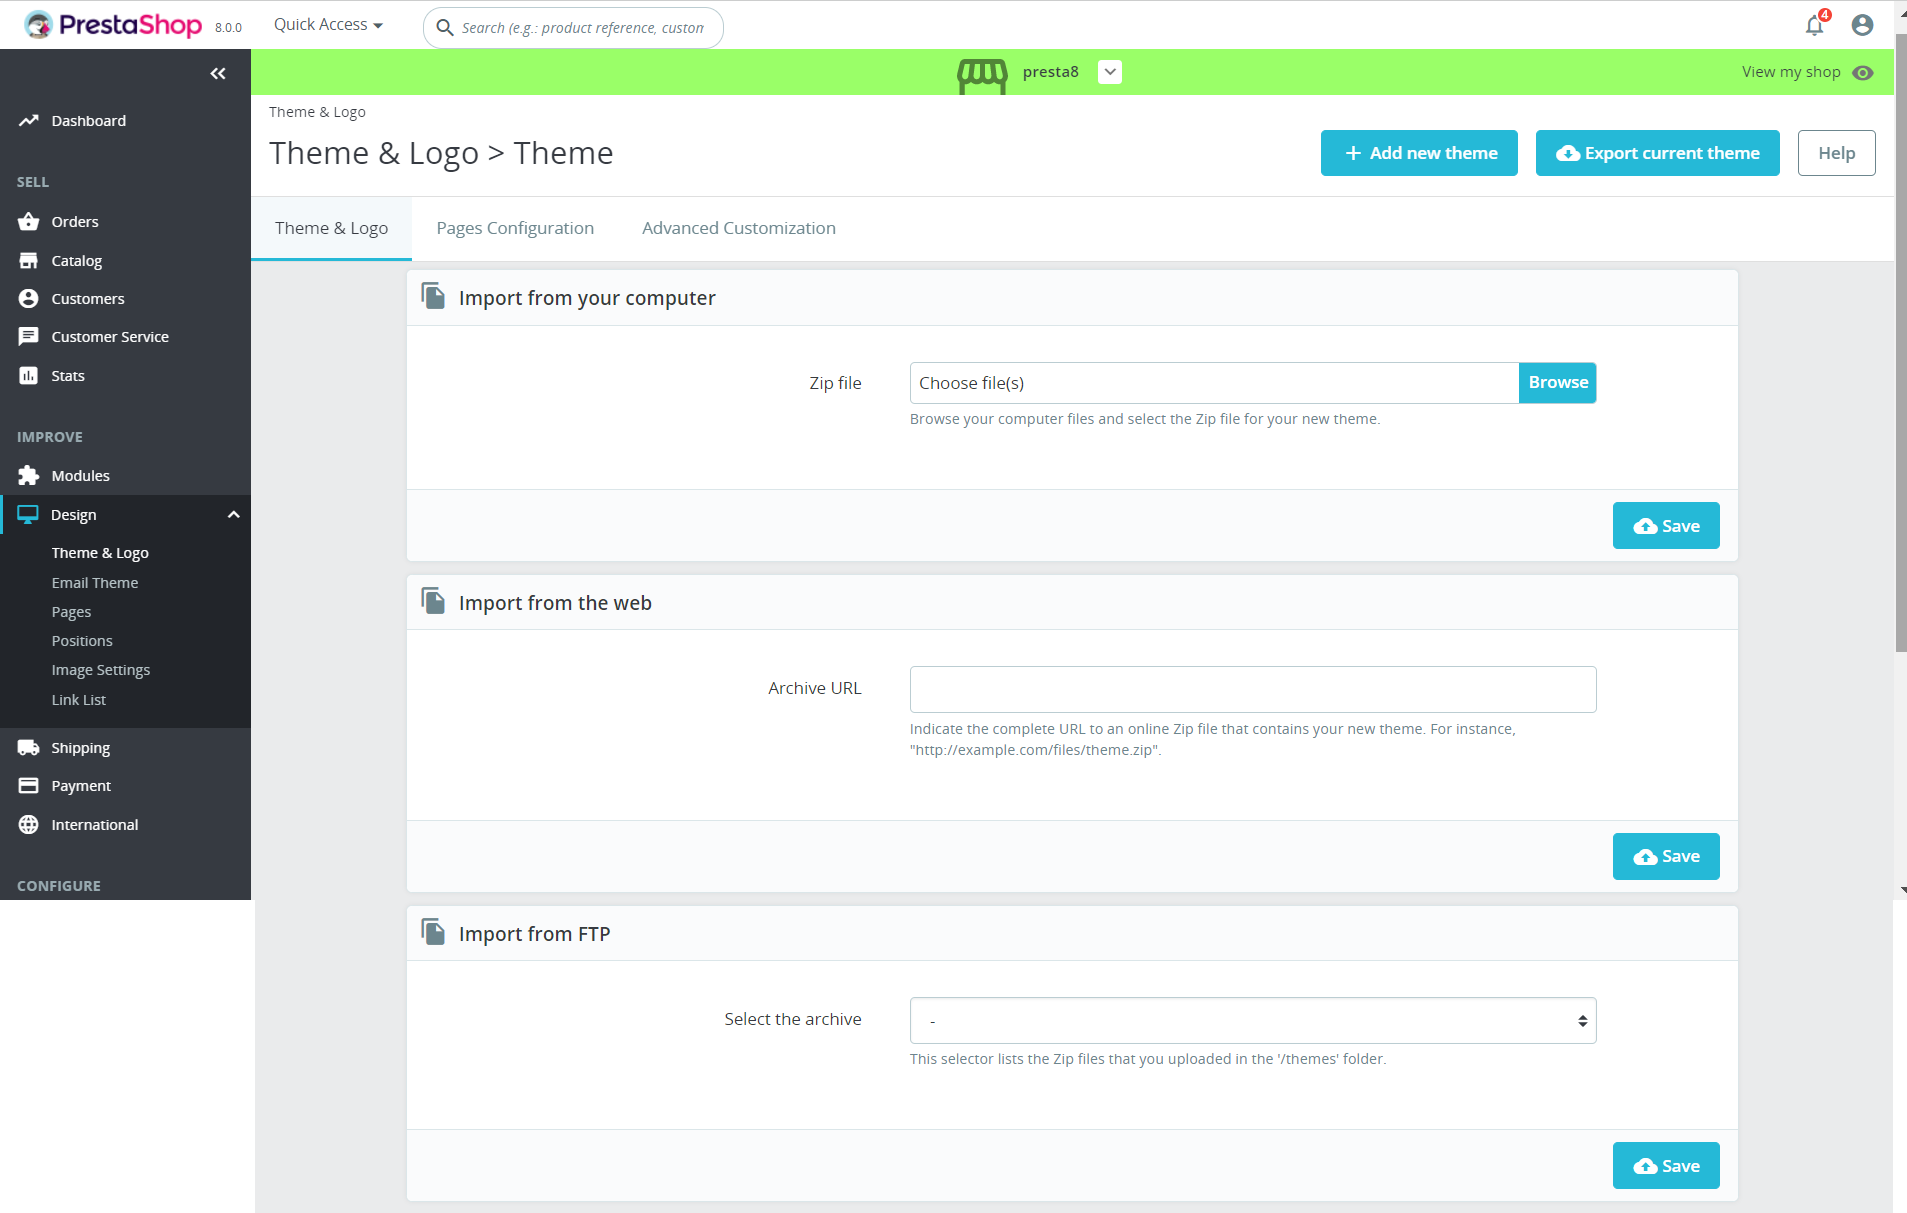 PrestaShop 8.0.0
Quick Access
Search (e.g.: product reference, custon
4
presta8
View my shop
Dashboard
SELL
Orders
Catalog
Customers
Customer Service
Stats
IMPROVE
Modules
Design
Theme & Logo
Email Theme
Pages
Positions
Image Settings
Link List
Shipping
Payment
International
CONFIGURE
Theme & Logo
Theme & Logo > Theme
Add new theme
Export current theme
Help
Theme & Logo
Pages Configuration
Advanced Customization
Import from your computer
Zip file
Choose file(s)
Browse
Browse your computer files and select the Zip file for your new theme.
Save
Import from the web
Archive URL
Indicate the complete URL to an online Zip file that contains your new theme. For instance,
"http://example.com/files/theme.zip".
Save
Import from FTP
Select the archive
-
This selector lists the Zip files that you uploaded in the '/themes' folder.
Save